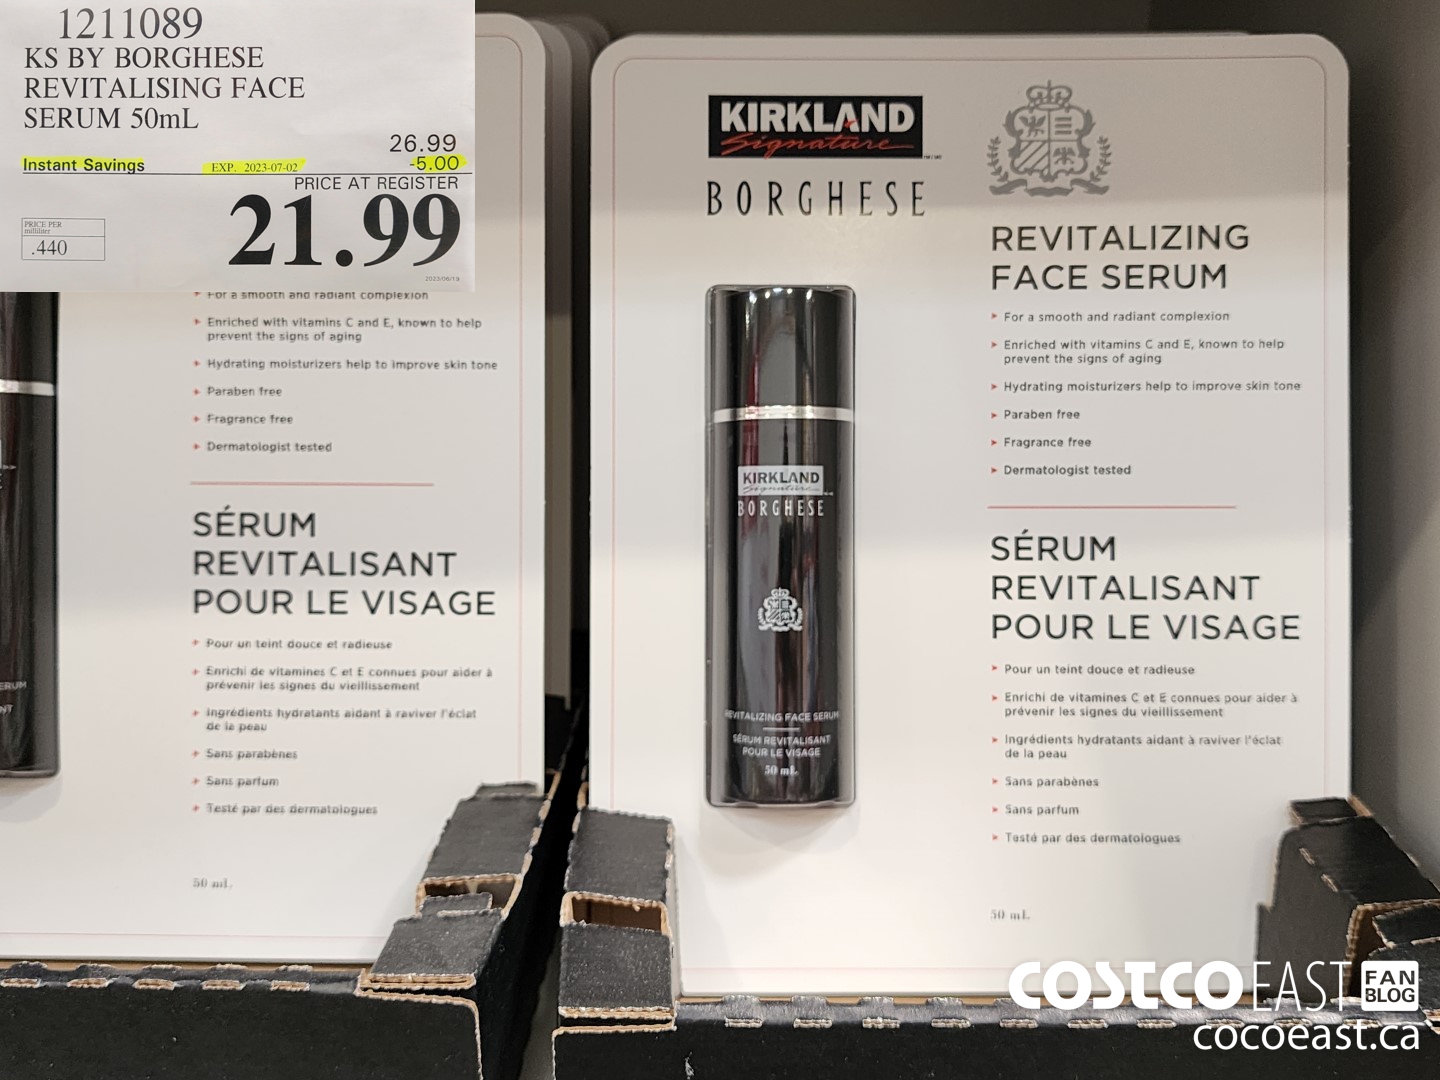 1211089
KS BY BORGHESE
REVITALISING FACE
SERUM 50mL
26.99
Instant Savings EXP. 2023-07-02 -5.00
PRICE AT REGISTER
21.99
PRICE PER
milliliter
.440
2023/06/19
For a smooth and radiant complexion
Enriched with vitamins C and E, known to help
prevent the signs of aging
Hydrating moisturizers help to improve skin tone
Paraben free
Fragrance free
Dermatologist tested
SÉRUM
REVITALISANT
POUR LE VISAGE
Pour un teint douce et radieuse
Enrichi de vitamines C et E connues pour aider à
prévenir les signes du vieillissement
Ingrédients hydratants aidant à raviver l'éclat
de la peau
Sans parabènes
Sans parfum
Testé par des dermatologues
50 mL
KIRKLAND
Signature
BORGHESE
REVITALIZING
FACE SERUM
For a smooth and radiant complexion
Enriched with vitamins C and E, known to help
prevent the signs of aging
Hydrating moisturizers help to improve skin tone
Paraben free
Fragrance free
Dermatologist tested
SÉRUM
REVITALISANT
POUR LE VISAGE
Pour un teint douce et radieuse
Enrichi de vitamines C et E connues pour aider à
prévenir les signes du vieillissement
Ingrédients hydratants aidant à raviver l'éclat
de la peau
Sans parabènes
Sans parfum
Testé par des dermatologues
50 mL
KIRKLAND
Signature
BORGHESE
REVITALIZING FACE SERUM
SÉRUM REVITALISANT
POUR LE VISAGE
50 mL
COSTCO EAST FAN
BLOG
cocoeast.ca